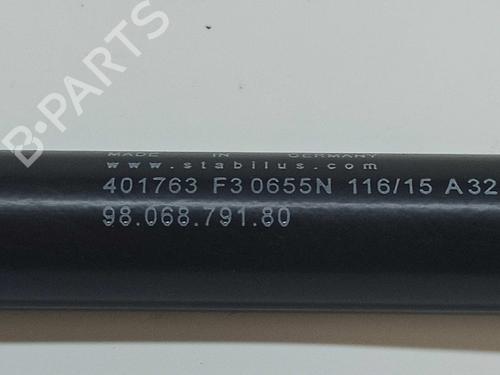 B-PARTS
MADE IN GERMANY
www.stabilus.com
401763 F3 0655N 116/15 A32
98.068.791.80